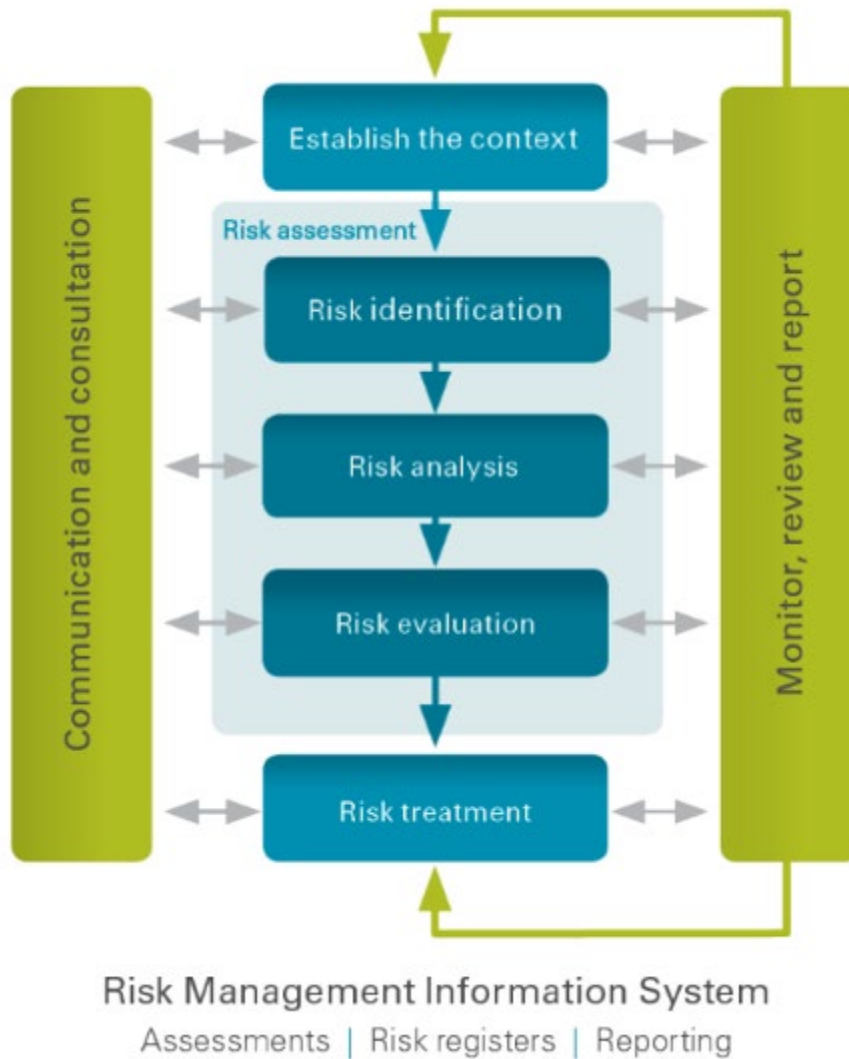 Establish the context
Risk assessment
Risk identification
Risk analysis
Risk evaluation
Risk treatment
Communication and consultation
Monitor, review and report
Risk Management Information System
Assessments | Risk registers | Reporting